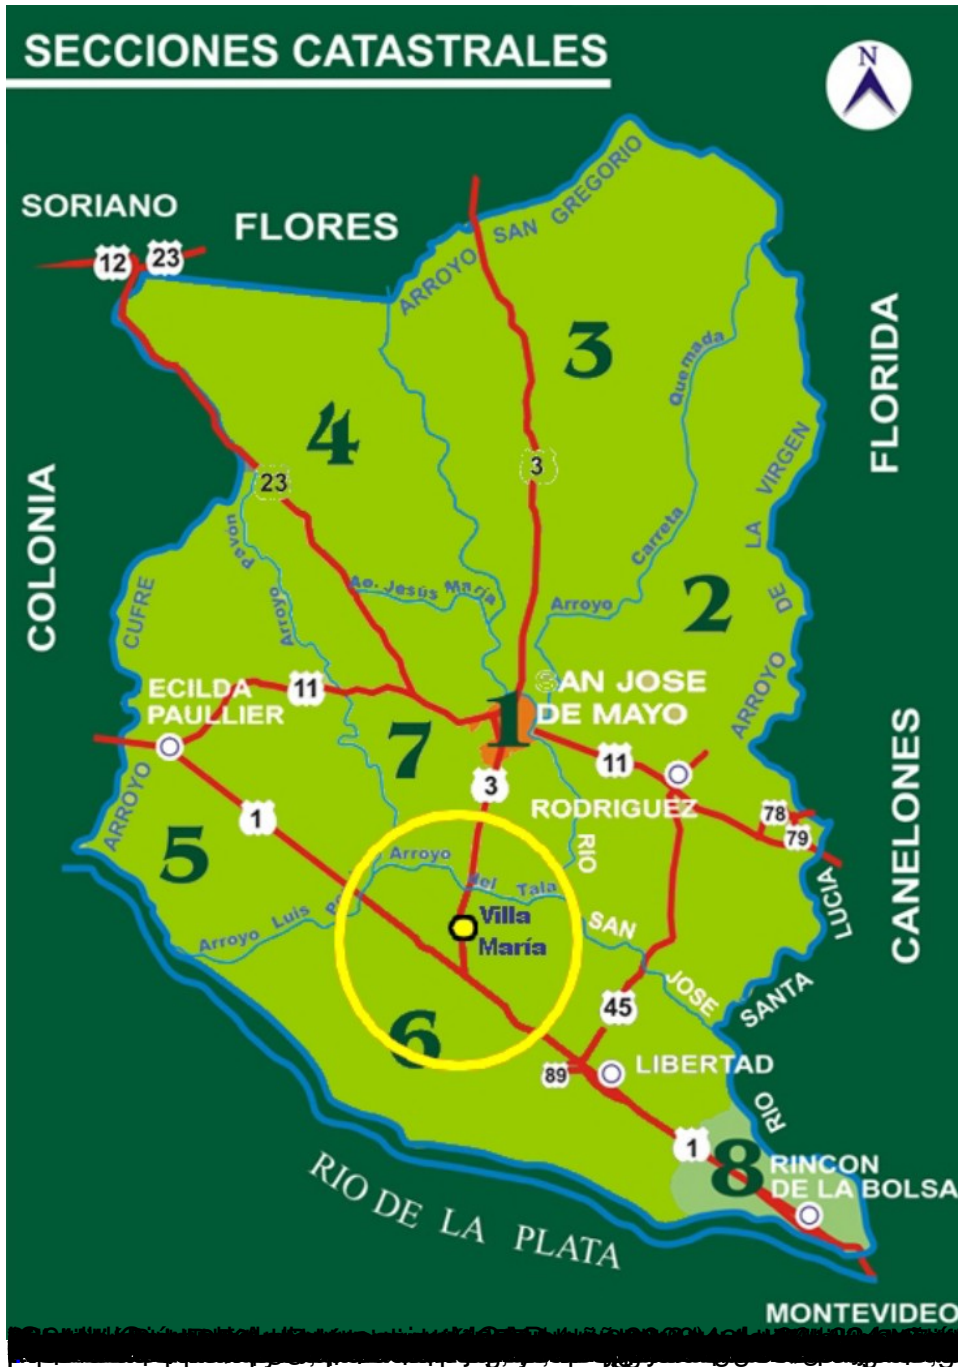 SECCIONES CATASTRALES
N
SORIANO
FLORES
12
23
ARROYO SAN GREGORIO
3
4
Quemada
FLORIDA
3
23
COLONIA
Pavón
Arroyo
Carreta
Arroyo
ARROYO DE LA VIRGEN
CUFRE
ARROYO
Ao. Jesús María
2
ECILDA
PAULLIER
11
SAN JOSE
DE MAYO
1
7
3
11
RODRIGUEZ
78
79
1
5
Arroyo
del Tala
RIO
SAN
JOSE
Arroyo Luis
Villa
María
RIO
SANTA
LUCIA
CANELONES
45
6
89
LIBERTAD
1
8
RINCON
DE LA BOLSA
RIO DE LA PLATA
MONTEVIDEO